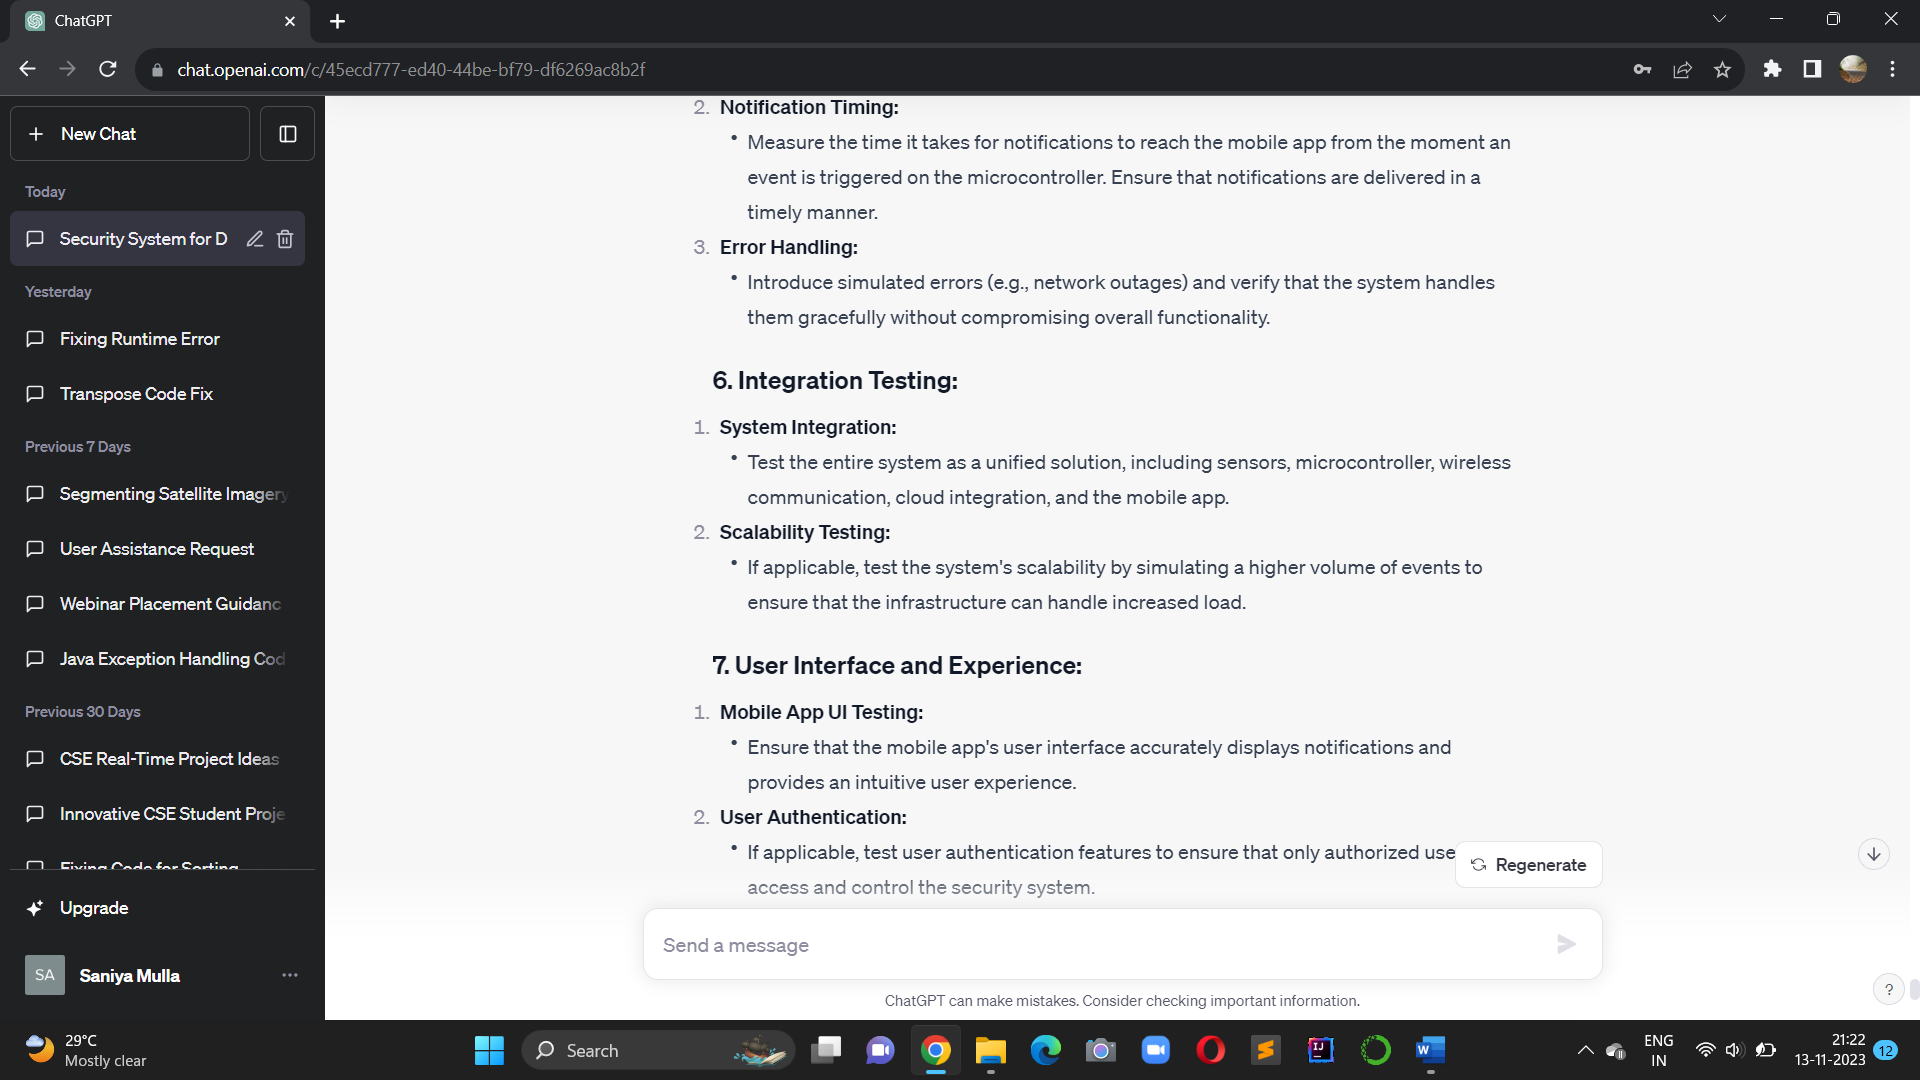 ChatGPT
chat.openai.com/c/45ecd777-ed40-44be-bf79-df6269ac8b2f
New Chat
Today
Security System for D
Yesterday
Fixing Runtime Error
Transpose Code Fix
Previous 7 Days
Segmenting Satellite Imagery
User Assistance Request
Webinar Placement Guidanc
Java Exception Handling Cod
Previous 30 Days
CSE Real-Time Project Ideas
Innovative CSE Student Proje
Fixing Code for Sorting
Upgrade
SA
Saniya Mulla
2. Notification Timing:
• Measure the time it takes for notifications to reach the mobile app from the moment an
event is triggered on the microcontroller. Ensure that notifications are delivered in a
timely manner.
3. Error Handling:
• Introduce simulated errors (e.g., network outages) and verify that the system handles
them gracefully without compromising overall functionality.
6. Integration Testing:
1. System Integration:
• Test the entire system as a unified solution, including sensors, microcontroller, wireless
communication, cloud integration, and the mobile app.
2. Scalability Testing:
• If applicable, test the system's scalability by simulating a higher volume of events to
ensure that the infrastructure can handle increased load.
7. User Interface and Experience:
1. Mobile App UI Testing:
• Ensure that the mobile app's user interface accurately displays notifications and
provides an intuitive user experience.
2. User Authentication:
• If applicable, test user authentication features to ensure that only authorized use
access and control the security system.
Regenerate
Send a message
ChatGPT can make mistakes. Consider checking important information.
?
29°C
Mostly clear
Search
IJ
W
ENG
IN
21:22
13-11-2023
12